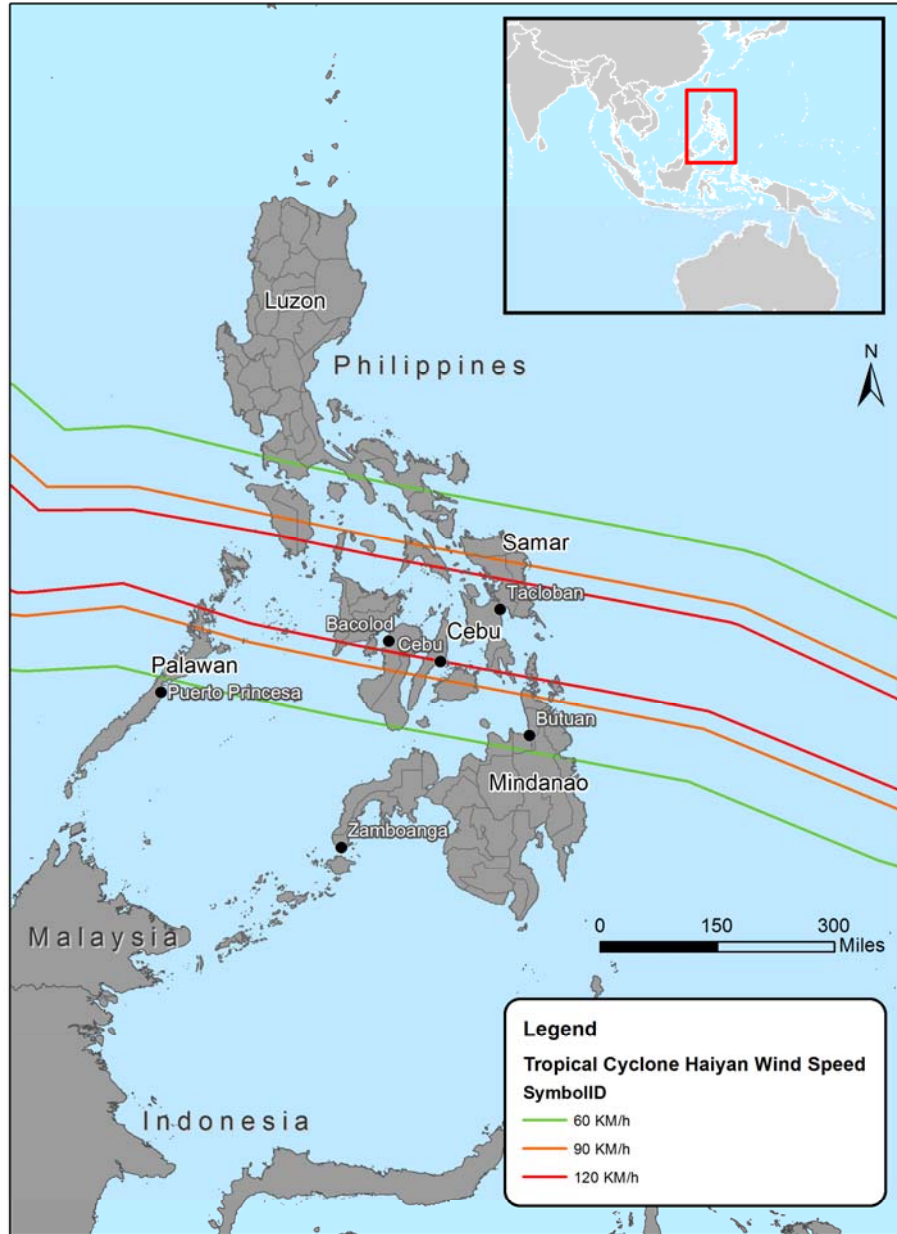 Luzon
Philippines
N
Samar
Tacloban
Bacolod
Cebu
Cebu
Palawan
Puerto Princesa
Butuan
Mindanao
Zamboanga
Malaysia
0 150 300
Miles
Indonesia
Legend
Tropical Cyclone Haiyan Wind Speed
SymbolID
60 KM/h
90 KM/h
120 KM/h